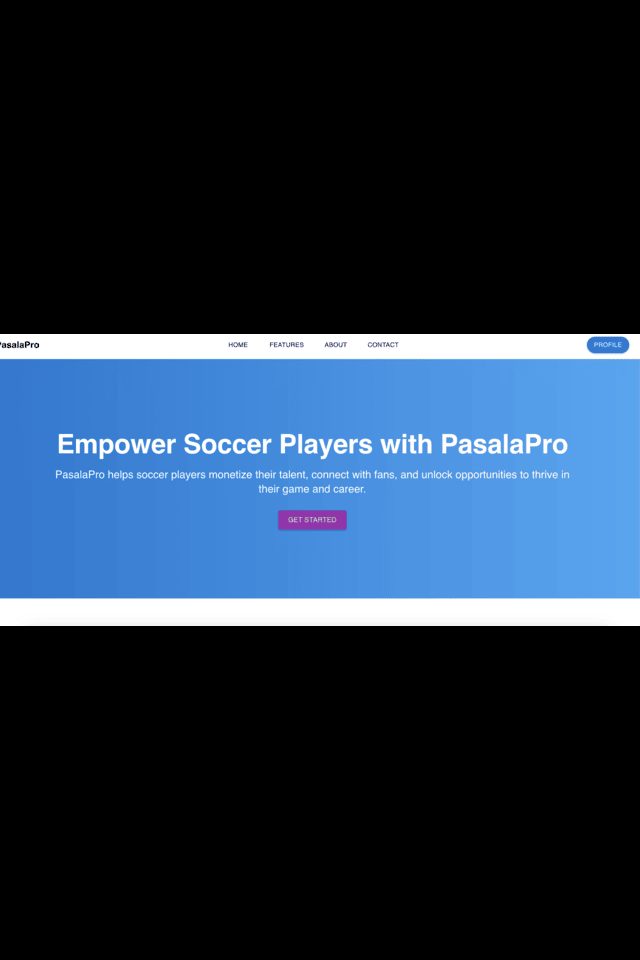 PasalaPro
HOME FEATURES ABOUT CONTACT
PROFILE
Empower Soccer Players with PasalaPro
PasalaPro helps soccer players monetize their talent, connect with fans, and unlock opportunities to thrive in
their game and career.
GET STARTED